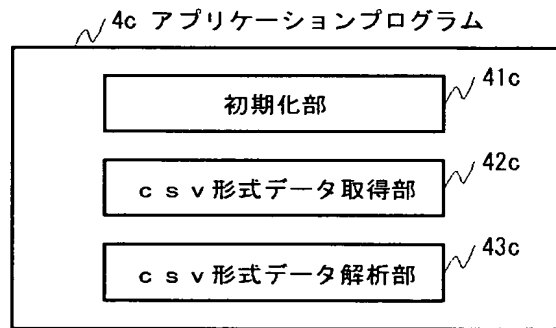 4c アプリケーションプログラム
初期化部
41c
csv形式データ取得部
42c
csv形式データ解析部
43c